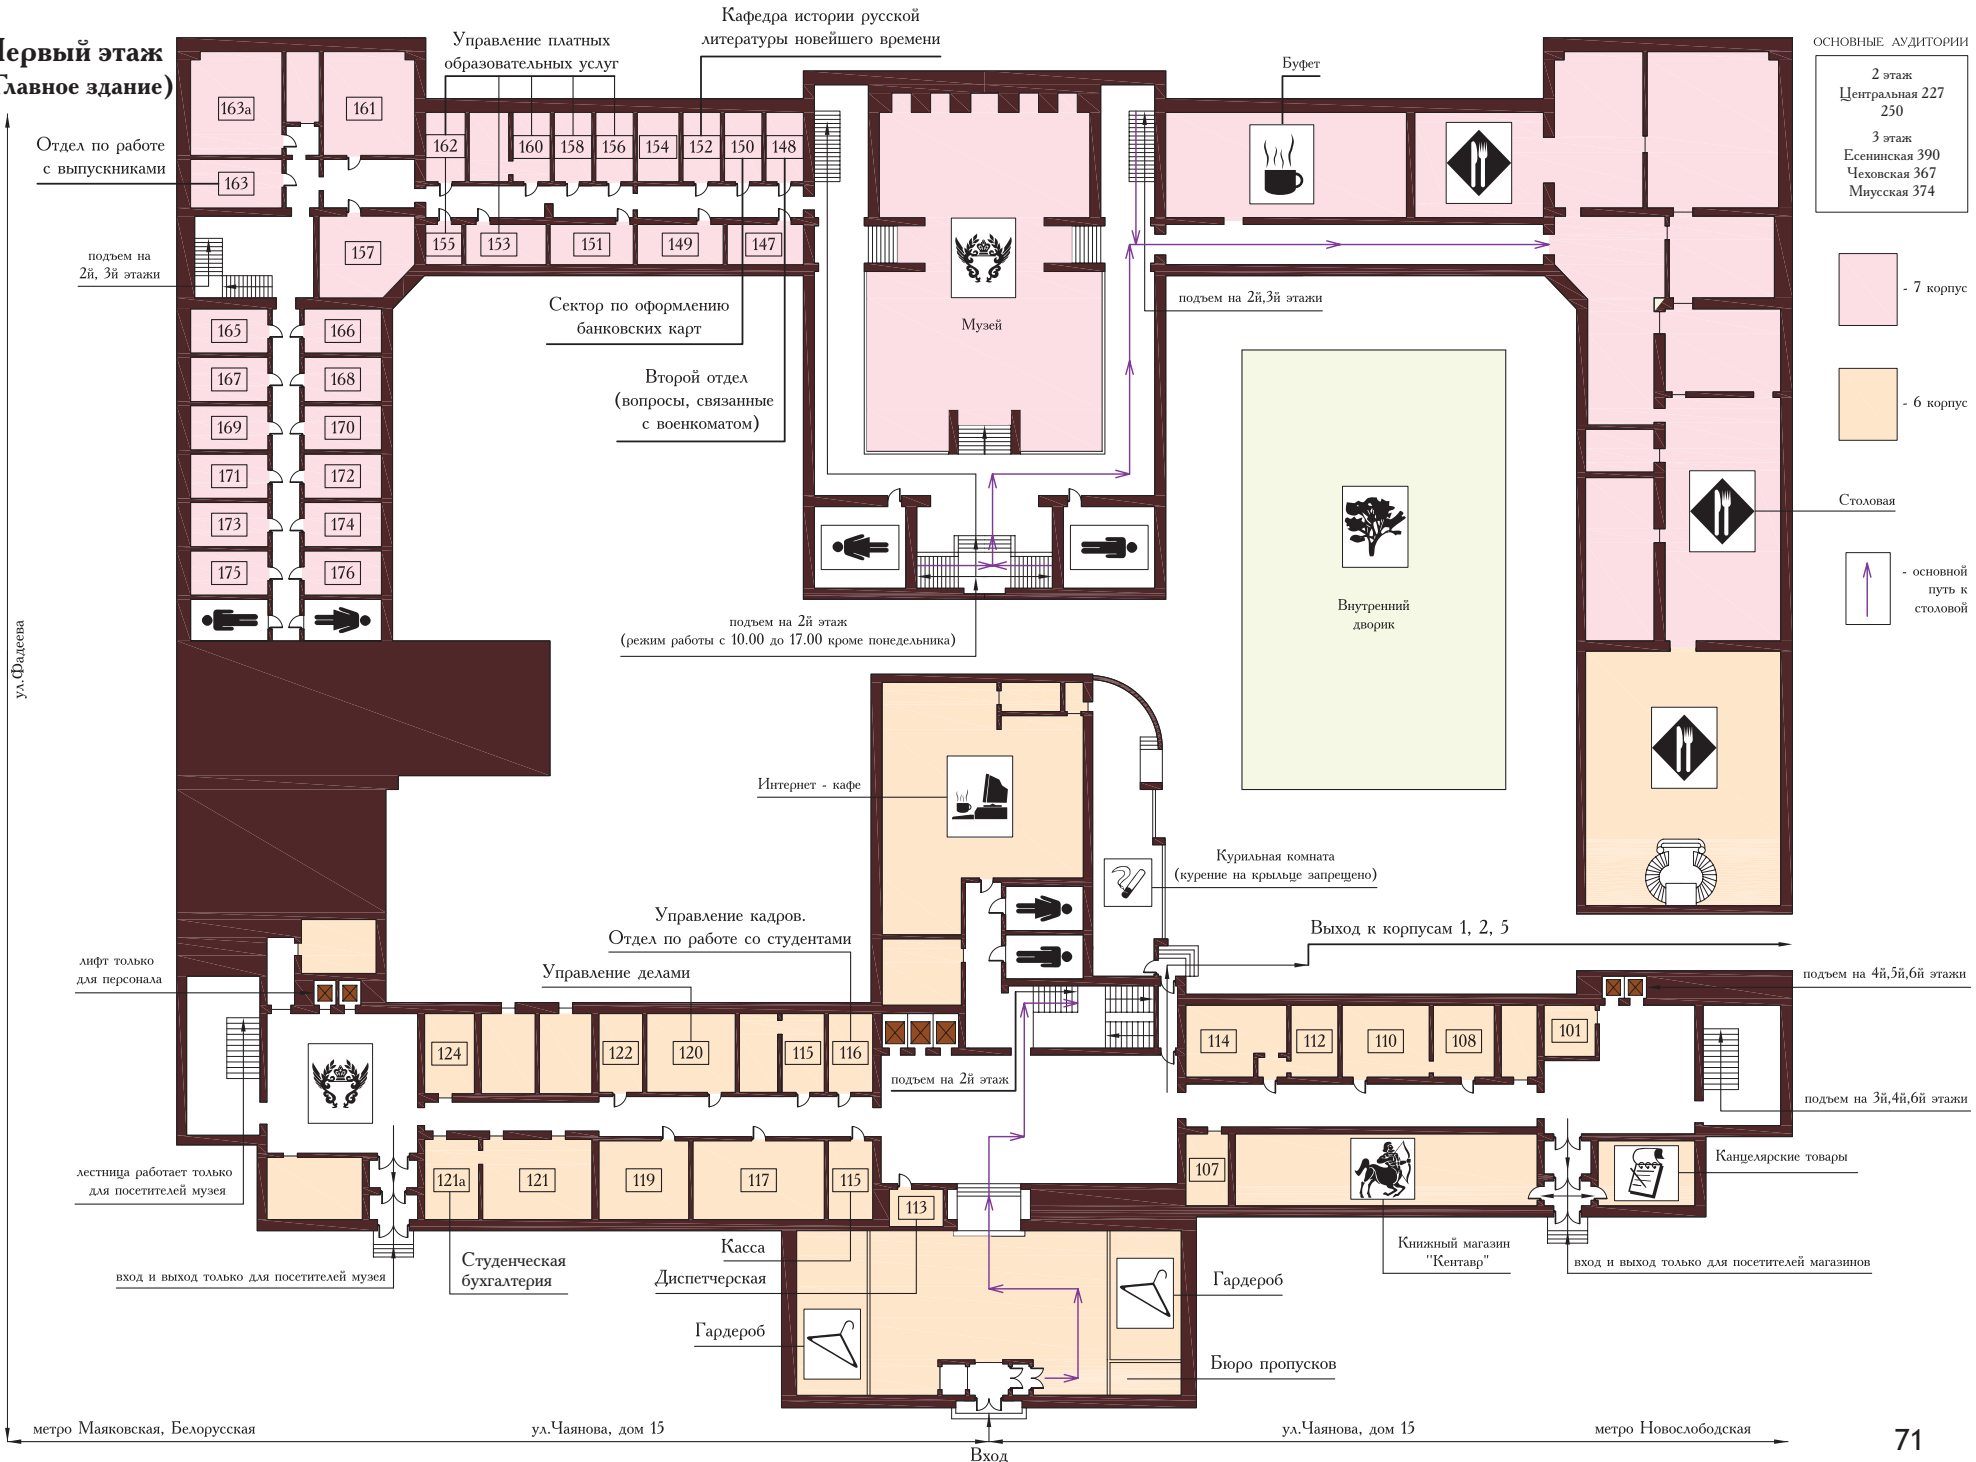 Первый этаж
(Главное здание)
Кафедра истории русской
литературы новейшего времени
Управление платных
образовательных услуг
Буфет
ОСНОВНЫЕ АУДИТОРИИ
2 этаж
Центральная 227
250
3 этаж
Есенинская 390
Чеховская 367
Миусская 374
163а
161
Отдел по работе
с выпускниками
163
162
160
158
156
154
152
150
148
155
153
151
149
147
157
подъем на
2й, 3й этажи
- 7 корпус
- 6 корпус
Столовая
- основной
путь к
столовой
Сектор по оформлению
банковских карт
Второй отдел
(вопросы, связанные
с военкоматом)
Музей
подъем на 2й,3й этажи
165
166
167
168
169
170
171
172
173
174
175
176
подъем на 2й этаж
(режим работы с 10.00 до 17.00 кроме понедельника)
Внутренний
дворик
ул.Фадеева
Интернет - кафе
Курильная комната
(курение на крыльце запрещено)
Управление кадров.
Отдел по работе со студентами
Управление делами
Выход к корпусам 1, 2, 5
лифт только
для персонала
подъем на 4й,5й,6й этажи
124
122
120
115
116
подъем на 2й этаж
114
112
110
108
101
подъем на 3й,4й,6й этажи
лестница работает только
для посетителей музея
121а
121
119
117
115
113
107
Канцелярские товары
Студенческая
бухгалтерия
Касса
Диспетчерская
Гардероб
Гардероб
Бюро пропусков
Книжный магазин
"Кентавр"
вход и выход только для посетителей музея
вход и выход только для посетителей магазинов
метро Маяковская, Белорусская
ул.Чаянова, дом 15
Вход
ул.Чаянова, дом 15
метро Новослободская
71